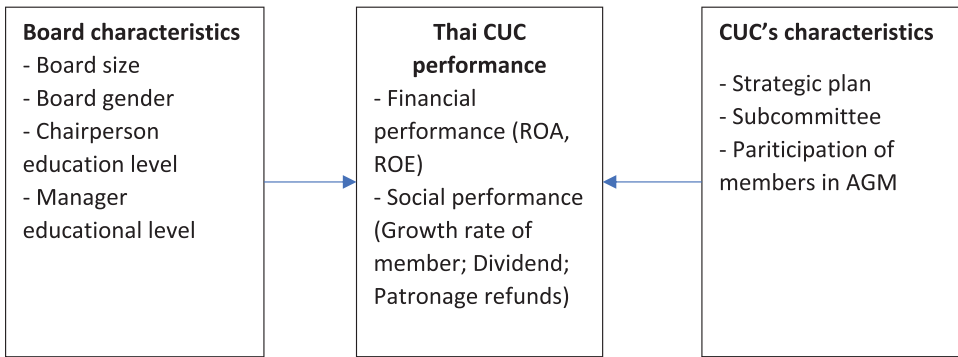 Board characteristics
- Board size
- Board gender
- Chairperson
education level
- Manager
educational level
Thai CUC
performance
- Financial
performance (ROA,
ROE)
- Social performance
(Growth rate of
member; Dividend;
Patronage refunds)
CUC's characteristics
- Strategic plan
- Subcommittee
- Pariticipation of
members in AGM